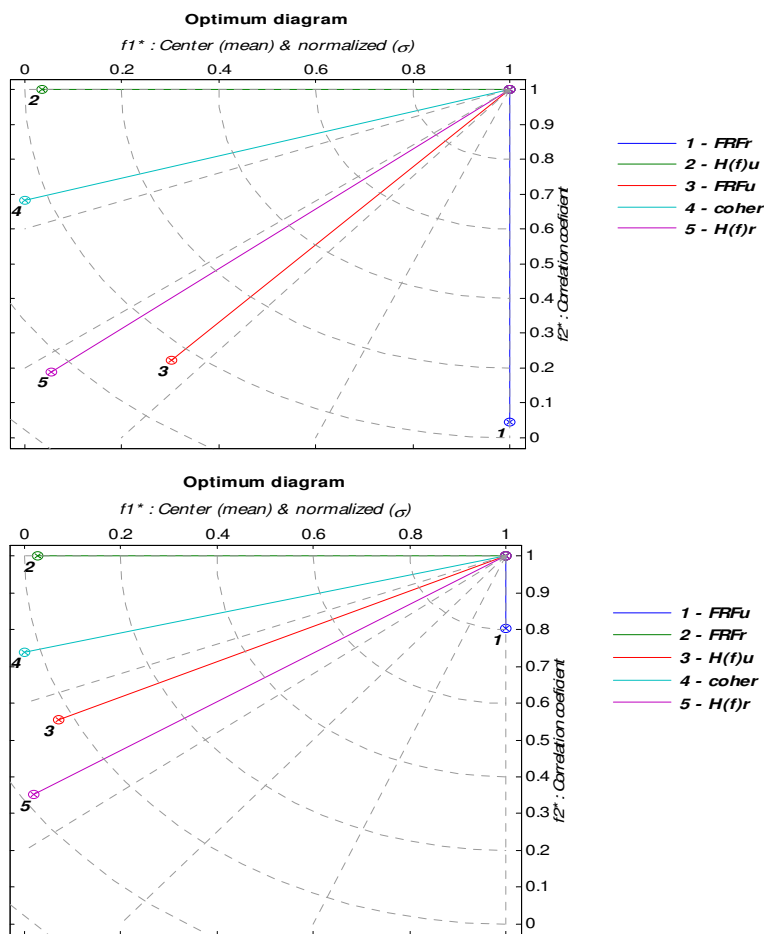 Optimum diagram
f1* : Center (mean) & normalized (σ)
0 0.2 0.4 0.6 0.8 1
1
0.9
0.8
0.7
0.6
0.5
0.4
0.3
0.2
0.1
0
f2* : Correlation coefident
2
4
5
3
1
1 - FRFr
2 - H(f)u
3 - FRFu
4 - coher
5 - H(f)r
Optimum diagram
f1* : Center (mean) & normalized (σ)
0 0.2 0.4 0.6 0.8 1
1
0.9
0.8
0.7
0.6
0.5
0.4
0.3
0.2
0.1
0
f2* : Correlation coefident
2
4
3
5
1
1 - FRFu
2 - FRFr
3 - H(f)u
4 - coher
5 - H(f)r